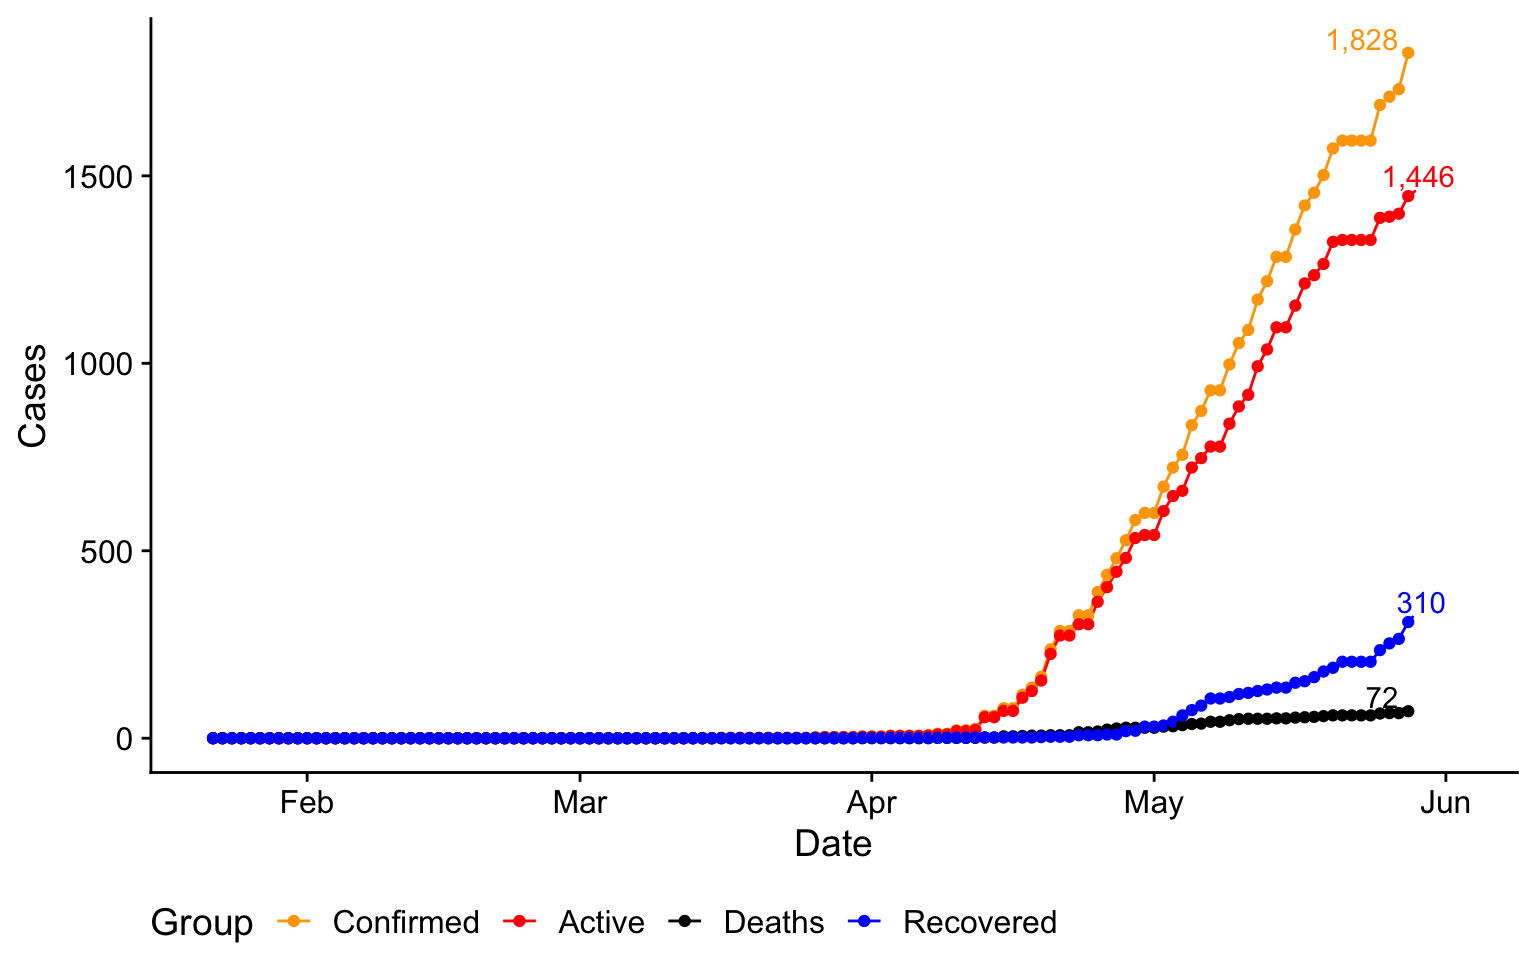 1,828
1500
1,446
1000
Cases
500
310
72
0
Feb Mar Apr May Jun
Date
Group Confirmed Active Deaths Recovered